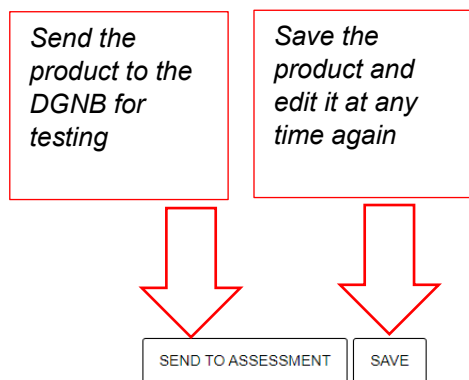 Send the
product to the
DGNB for
testing
Save the
product and
edit it at any
time again
SEND TO ASSESSMENT
SAVE